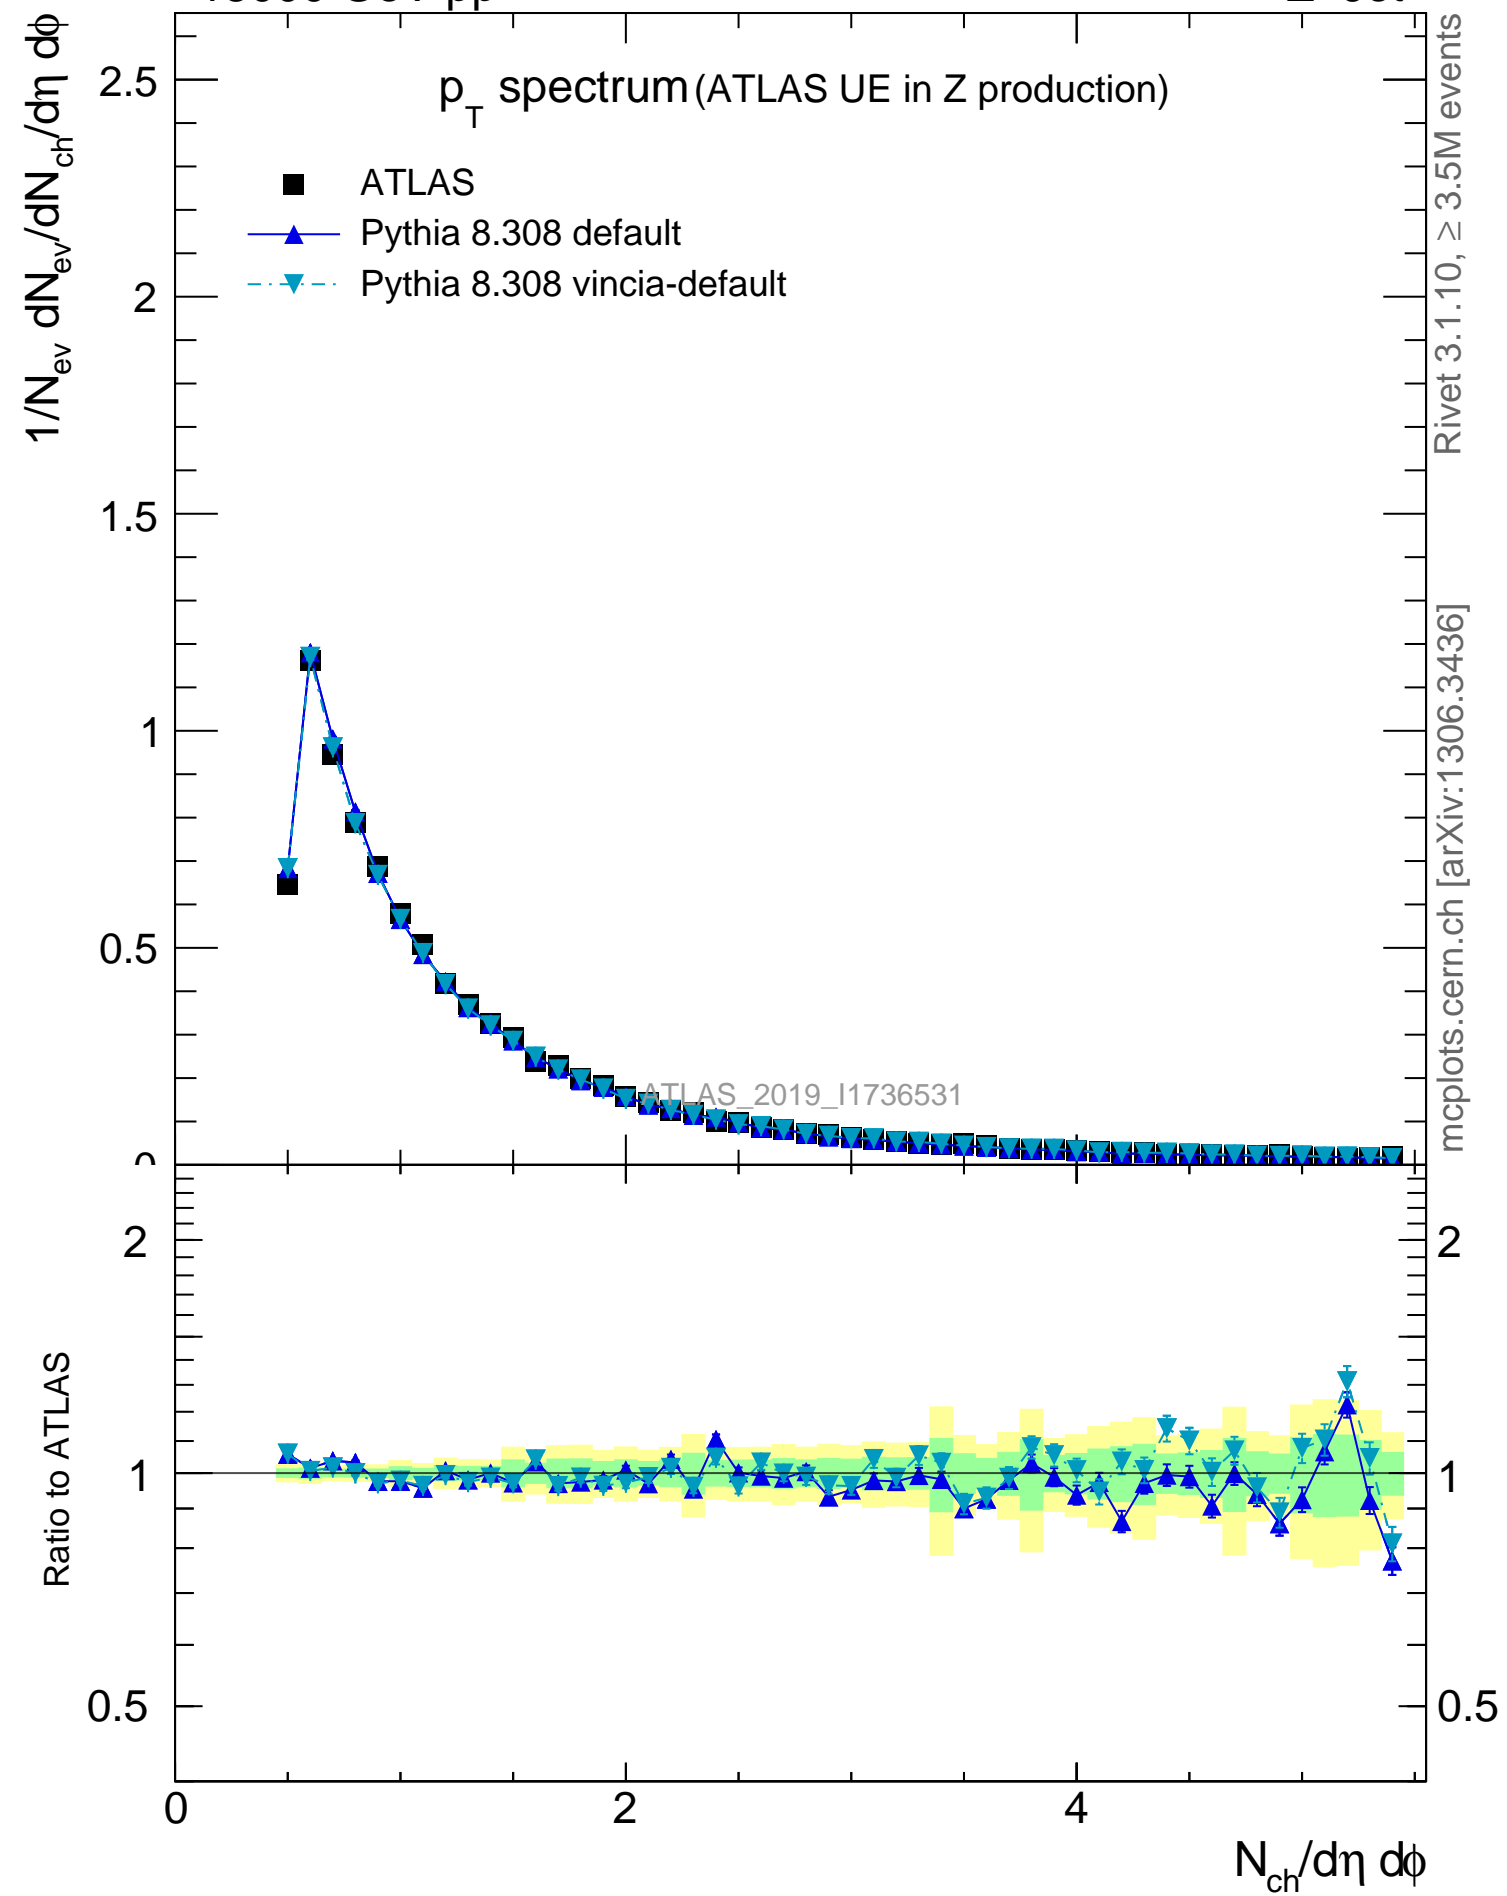 p_T spectrum (ATLAS UE in Z production)
ATLAS
Pythia 8.308 default
Pythia 8.308 vincia-default
1/N_ev dN_ev/dN_ch/dη dϕ
2.5
2
1.5
1
0.5
0
ATLAS_2019_I1736531
Rivet 3.1.10, ≥ 3.5M events
mcplots.cern.ch [arXiv:1306.3436]
Ratio to ATLAS
2
1
0.5
2
1
0.5
0
2
4
N_ch/dη dϕ